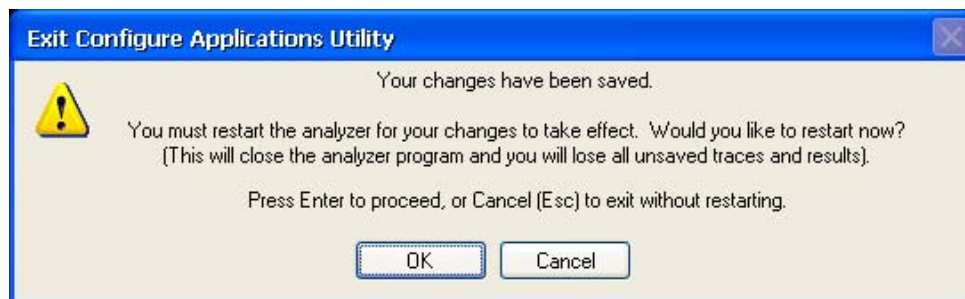 Exit Configure Applications Utility
Your changes have been saved.
You must restart the analyzer for your changes to take effect.  Would you like to restart now?
(This will close the analyzer program and you will lose all unsaved traces and results).
Press Enter to proceed, or Cancel (Esc) to exit without restarting.
OK
Cancel